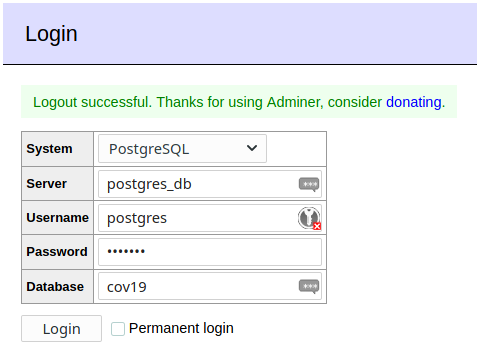 Login
Logout successful. Thanks for using Adminer, consider donating.
System PostgreSQL
Server postgres_db
Username postgres
Password •••••••
Database cov19
Login Permanent login